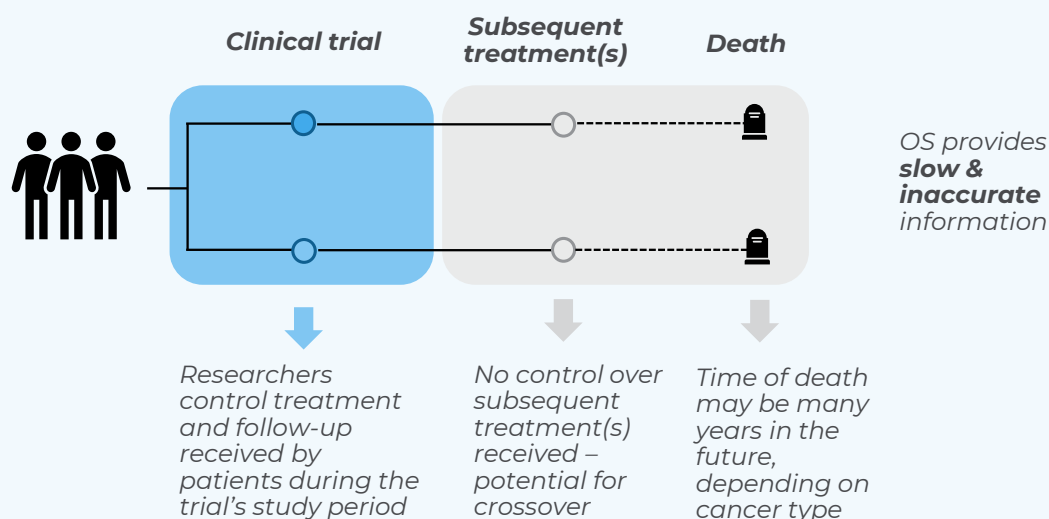 Clinical trial
Subsequent
treatment(s)
Death
OS provides
slow &
inaccurate
information
Researchers
control treatment
and follow-up
received by
patients during the
trial’s study period
No control over
subsequent
treatment(s)
received –
potential for
crossover
Time of death
may be many
years in the
future,
depending on
cancer type